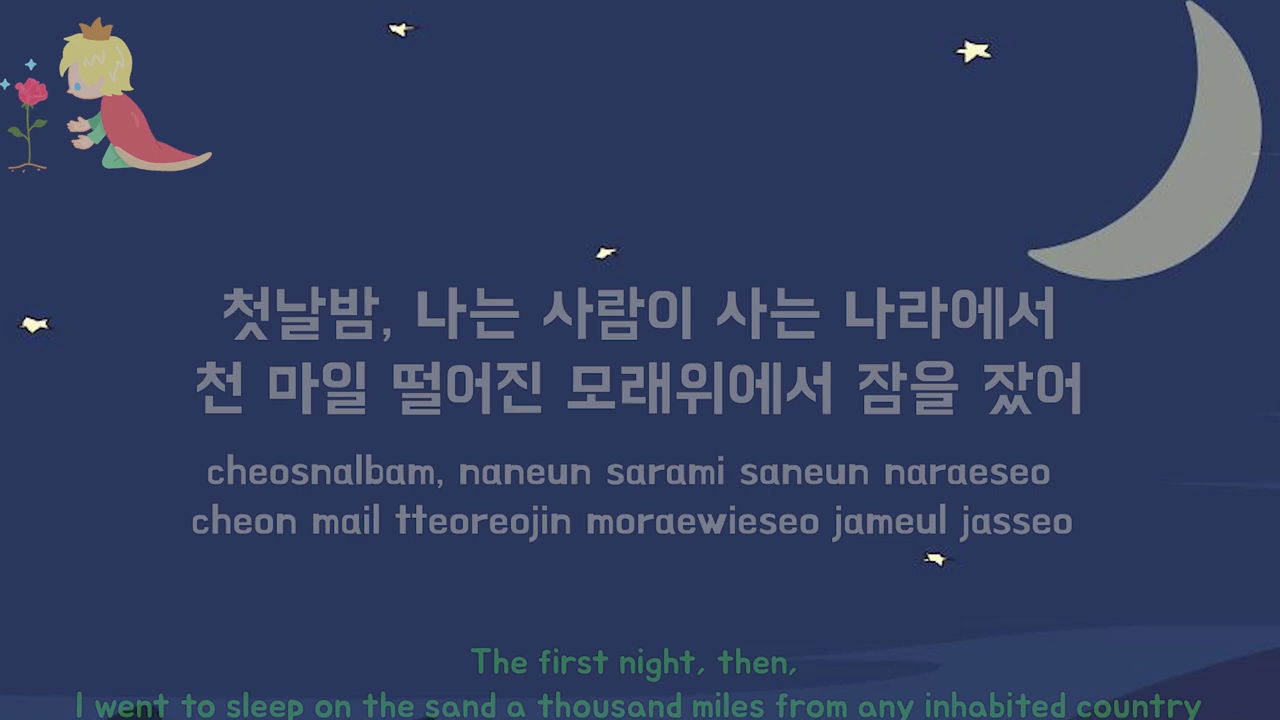 첫날밤, 나는 사람이 사는 나라에서
천 마일 떨어진 모래위에서 잠을 잤어
cheosnalbam, naneun sarami saneun naraeseo
cheon mail tteoreojin moraewieseo jameul jasseo
The first night, then,
I went to sleep on the sand a thousand miles from any inhabited country